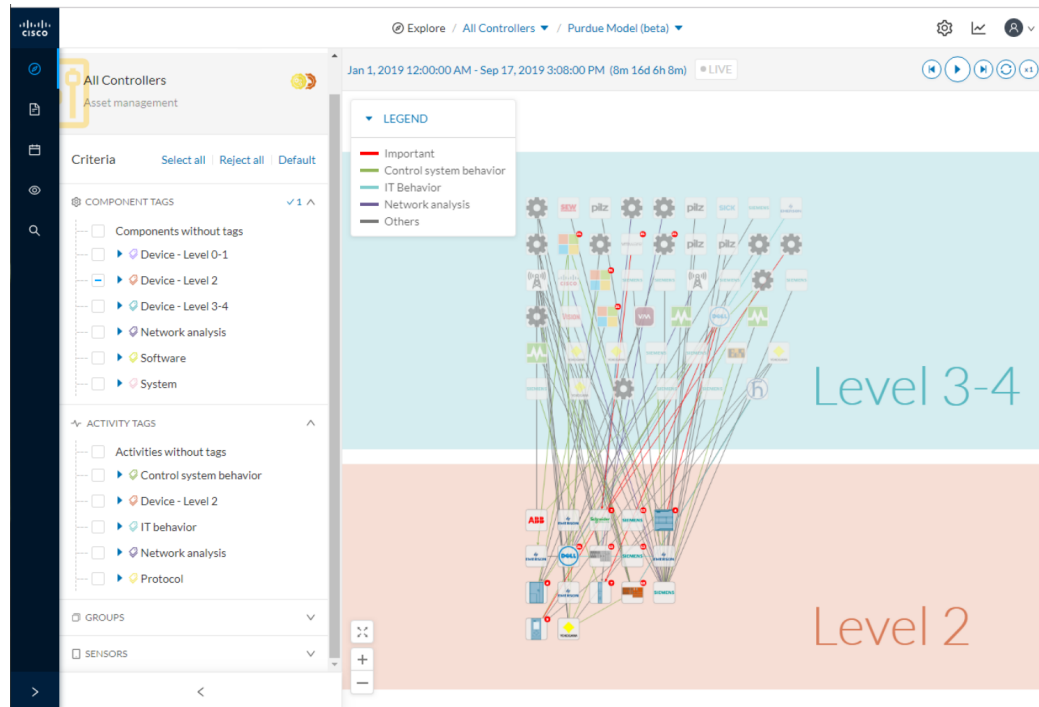 cisco
Explore / All Controllers / Purdue Model (beta)
All Controllers
Asset management
Jan 1, 2019 12:00:00 AM - Sep 17, 2019 3:08:00 PM (8m 16d 6h 8m) LIVE
x1
Criteria Select all Reject all Default
COMPONENT TAGS 1
Components without tags
Device - Level 0-1
Device - Level 2
Device - Level 3-4
Network analysis
Software
System
ACTIVITY TAGS
Activities without tags
Control system behavior
Device - Level 2
IT behavior
Network analysis
Protocol
GROUPS
SENSORS
LEGEND
Important
Control system behavior
IT Behavior
Network analysis
Others
pilz pilz
pilz pilz
cisco
VISION DELL
Level 3-4
ABB SIEMENS
DELL SIEMENS
SIEMENS
Level 2